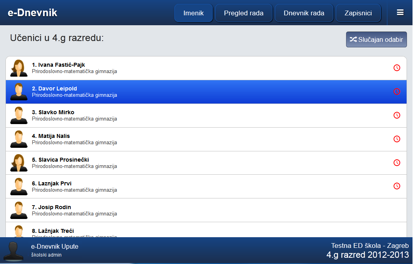 e-Dnevnik
Imenik
Pregled rada
Dnevnik rada
Zapisnici
Učenici u 4.g razredu:
Slučajan odabir
1. Ivana Fastić-Pajk
Prirodoslovno-matematička gimnazija
2. Davor Leipold
Prirodoslovno-matematička gimnazija
3. Slavko Mirko
Prirodoslovno-matematička gimnazija
4. Matija Nalis
Prirodoslovno-matematička gimnazija
5. Slavica Prosinečki
Prirodoslovno-matematička gimnazija
6. Laznjak Prvi
Prirodoslovno-matematička gimnazija
7. Josip Rodin
Prirodoslovno-matematička gimnazija
8. Lažnjak Treći
Prirodoslovno-matematička gimnazija
e-Dnevnik Upute
školski admin
Testna ED škola - Zagreb
4.g razred 2012-2013